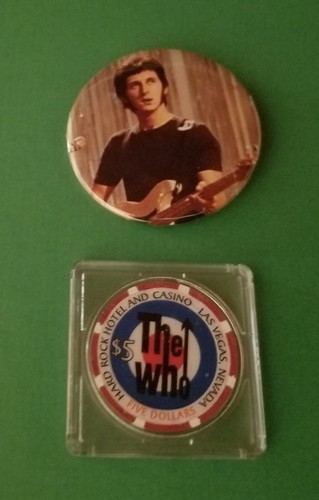 HARD ROCK HOTEL AND CASINO LAS VEGAS, NEVADA
$5
The
Who
FIVE DOLLARS